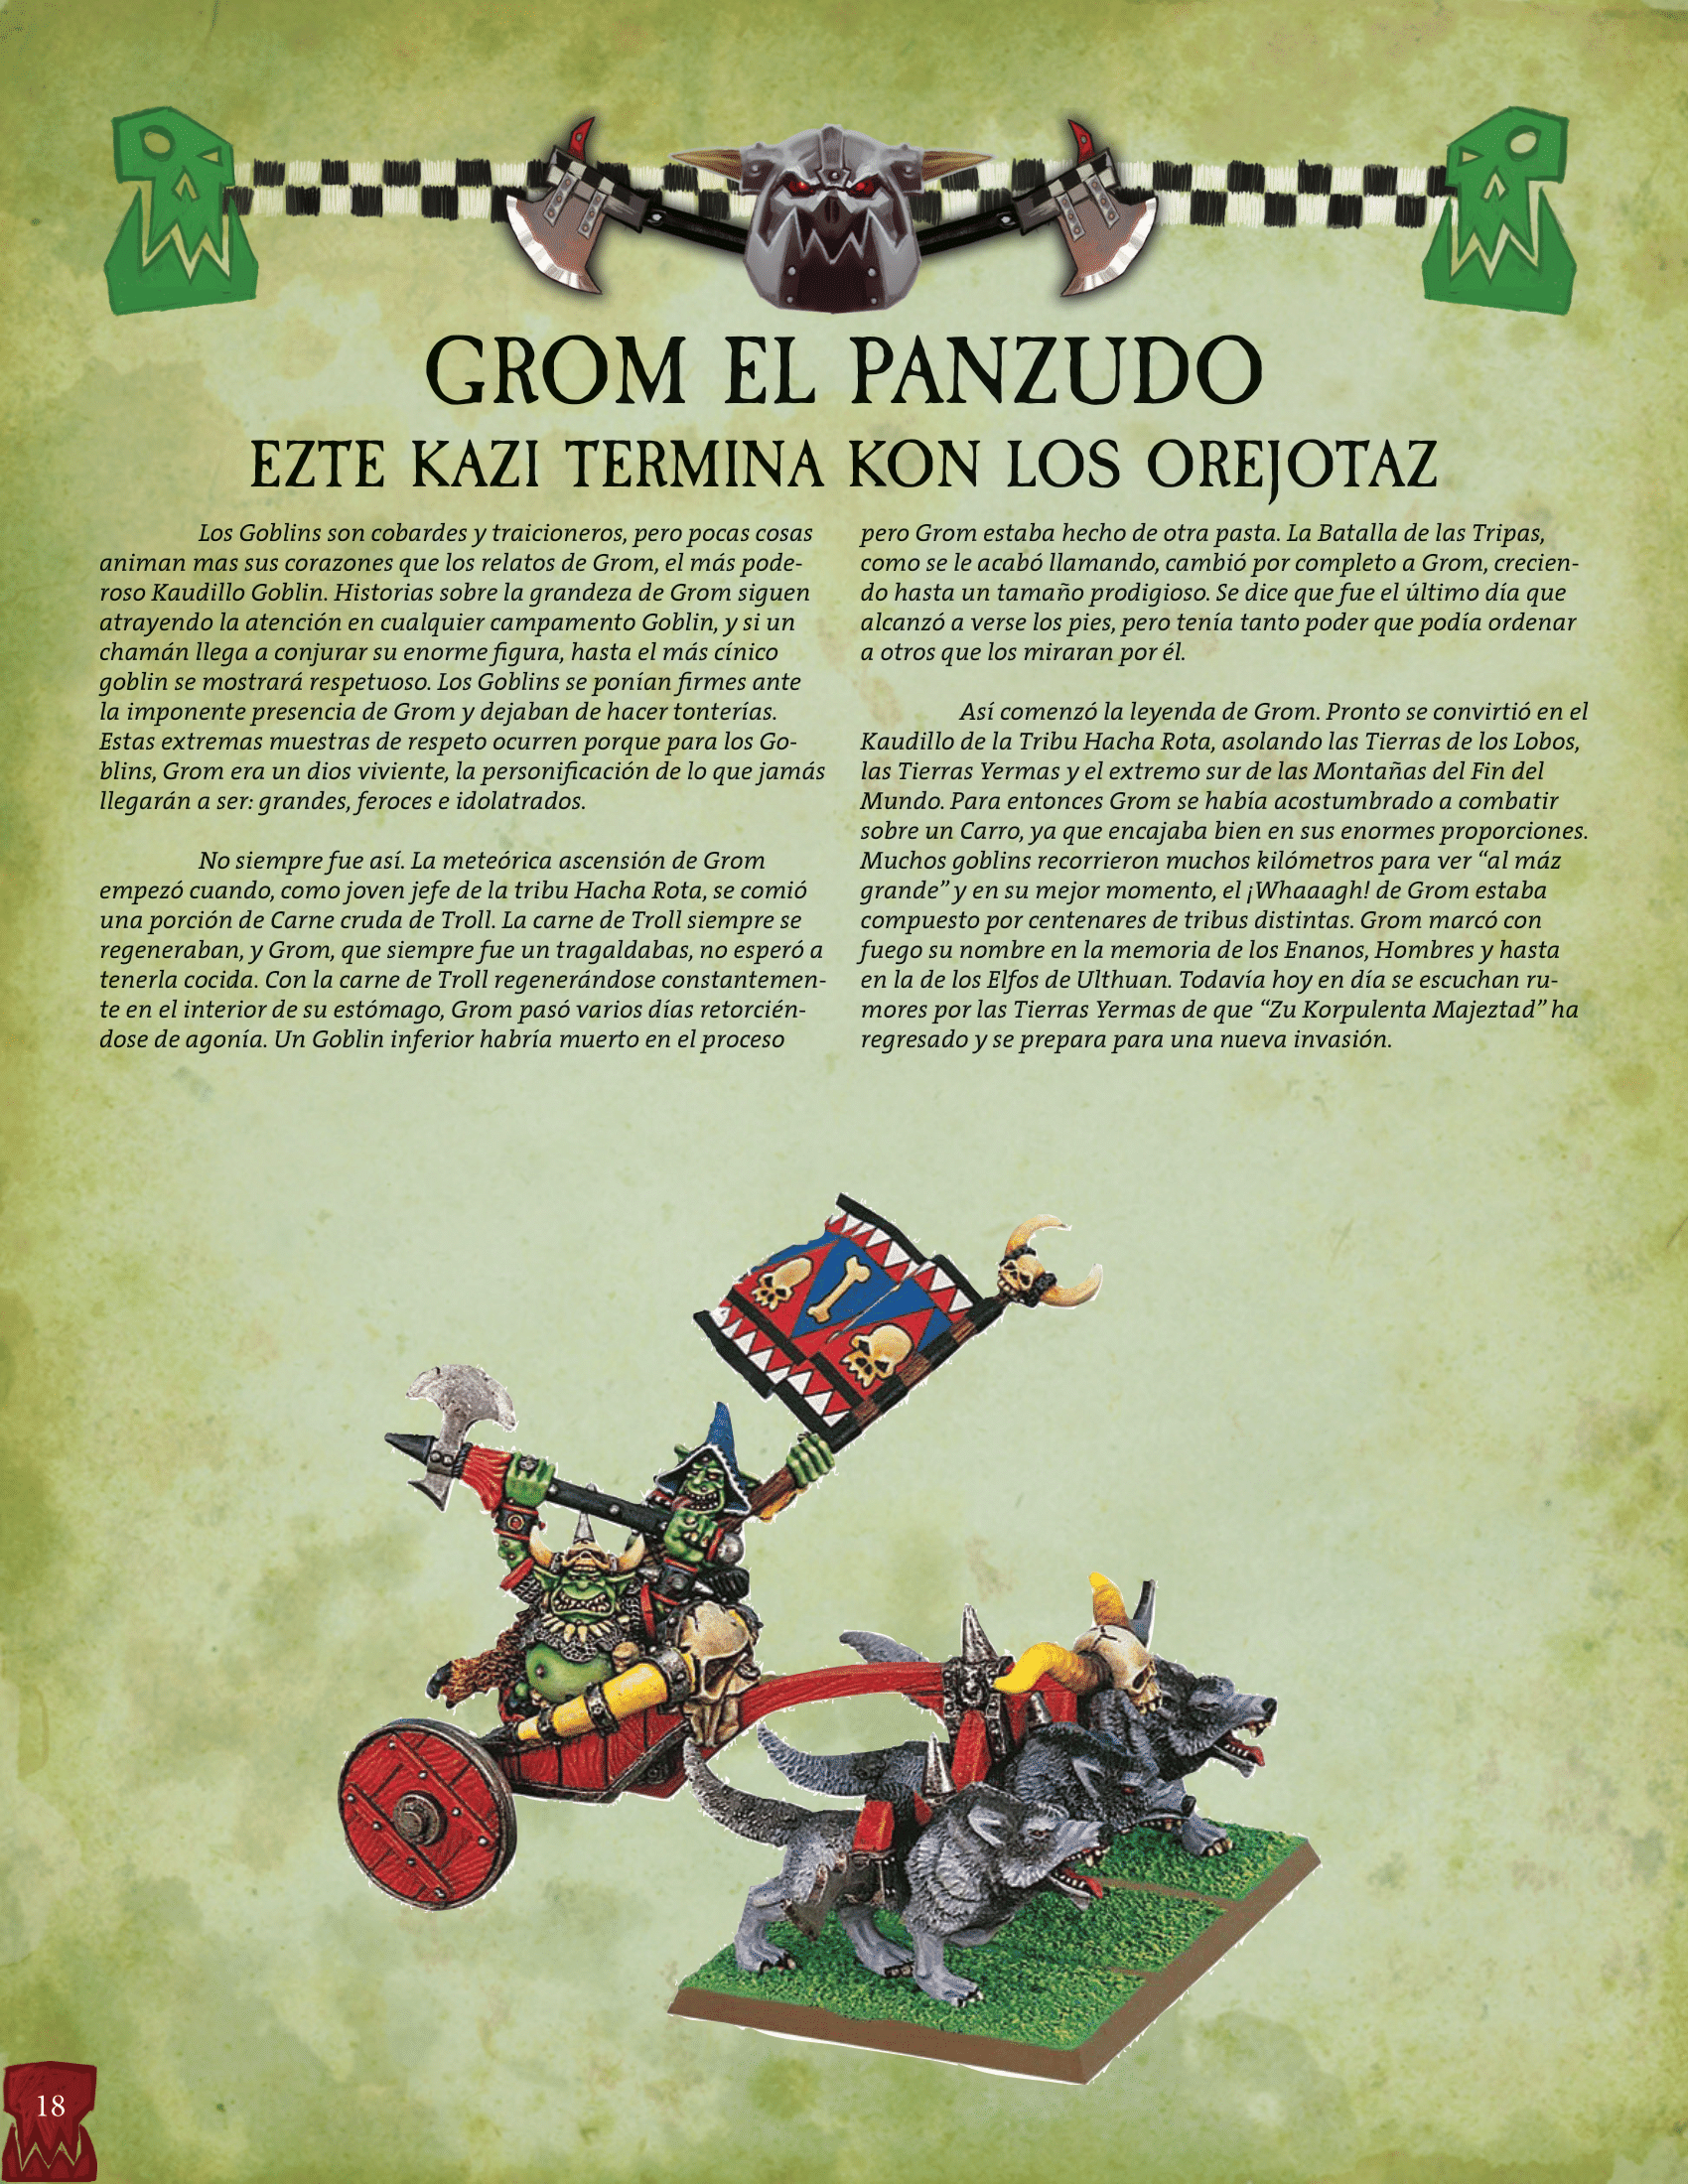 GROM EL PANZUDO
EZTE KAZI TERMINA KON LOS OREJOTAZ
Los Goblins son cobardes y traicioneros, pero pocas cosas
animan mas sus corazones que los relatos de Grom, el más pode-
roso Kaudillo Goblin. Historias sobre la grandeza de Grom siguen
atrayendo la atención en cualquier campamento Goblin, y si un
chamán llega a conjurar su enorme figura, hasta el más cínico
goblin se mostrará respetuoso. Los Goblins se ponían firmes ante
la imponente presencia de Grom y dejaban de hacer tonterías.
Estas extremas muestras de respeto ocurren porque para los Go-
blins, Grom era un dios viviente, la personificación de lo que jamás
llegarán a ser: grandes, feroces e idolatrados.
No siempre fue así. La meteórica ascensión de Grom
empezó cuando, como joven jefe de la tribu Hacha Rota, se comió
una porción de Carne cruda de Troll. La carne de Troll siempre se
regeneraban, y Grom, que siempre fue un tragaldabas, no esperó a
tenerla cocida. Con la carne de Troll regenerándose constantemen-
te en el interior de su estómago, Grom pasó varios días retorcién-
dose de agonía. Un Goblin inferior habría muerto en el proceso
pero Grom estaba hecho de otra pasta. La Batalla de las Tripas,
como se le acabó llamando, cambió por completo a Grom, crecien-
do hasta un tamaño prodigioso. Se dice que fue el último día que
alcanzó a verse los pies, pero tenía tanto poder que podía ordenar
a otros que los miraran por él.
Así comenzó la leyenda de Grom. Pronto se convirtió en el
Kaudillo de la Tribu Hacha Rota, asolando las Tierras de los Lobos,
las Tierras Yermas y el extremo sur de las Montañas del Fin del
Mundo. Para entonces Grom se había acostumbrado a combatir
sobre un Carro, ya que encajaba bien en sus enormes proporciones.
Muchos goblins recorrieron muchos kilómetros para ver “al máz
grande” y en su mejor momento, el ¡Whaaagh! de Grom estaba
compuesto por centenares de tribus distintas. Grom marcó con
fuego su nombre en la memoria de los Enanos, Hombres y hasta
en la de los Elfos de Ulthuan. Todavía hoy en día se escuchan ru-
mores por las Tierras Yermas de que “Zu Korpulenta Majeztad” ha
regresado y se prepara para una nueva invasión.
18